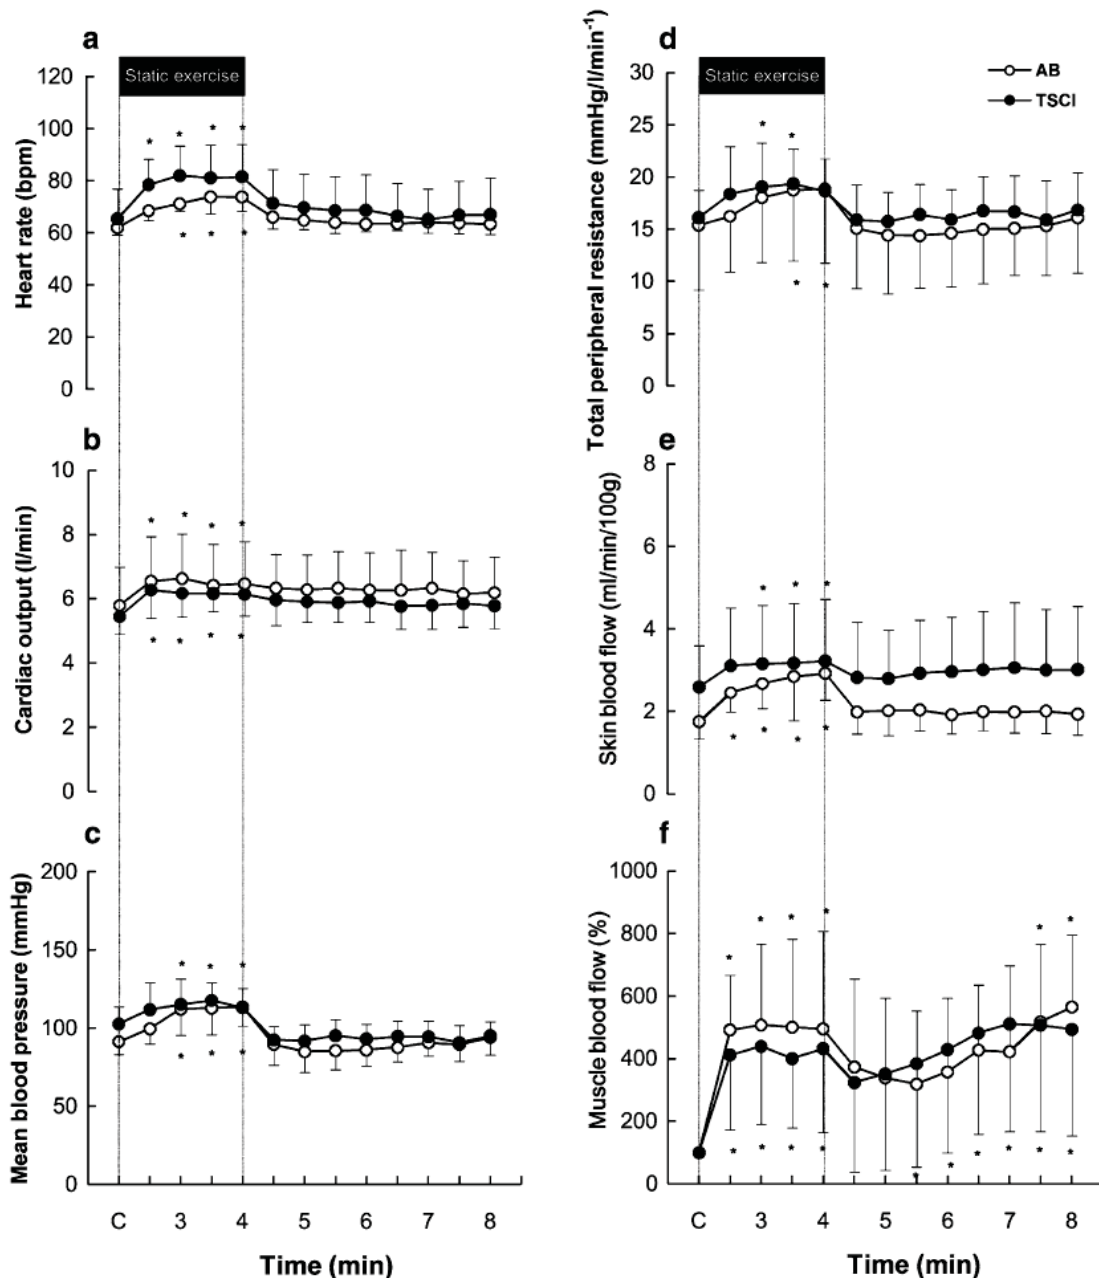 a
Static exercise
Heart rate (bpm)
120
100
80
60
40
20
0
* * * *
* * *
b
Cardiac output (l/min)
10
8
6
4
2
0
* * * *
* * * *
c
Mean blood pressure (mmHg)
200
150
100
50
0
* * *
* * *
C 3 4 5 6 7 8
Time (min)
d
Static exercise
AB
TSCI
Total peripheral resistance (mmHg/l/min⁻¹)
30
25
20
15
10
5
0
* *
* *
e
Skin blood flow (ml/min/100g)
8
6
4
2
0
* * *
* * * *
f
Muscle blood flow (%)
1000
800
600
400
200
0
* * * * * *
* * * * * * * * * *
C 3 4 5 6 7 8
Time (min)